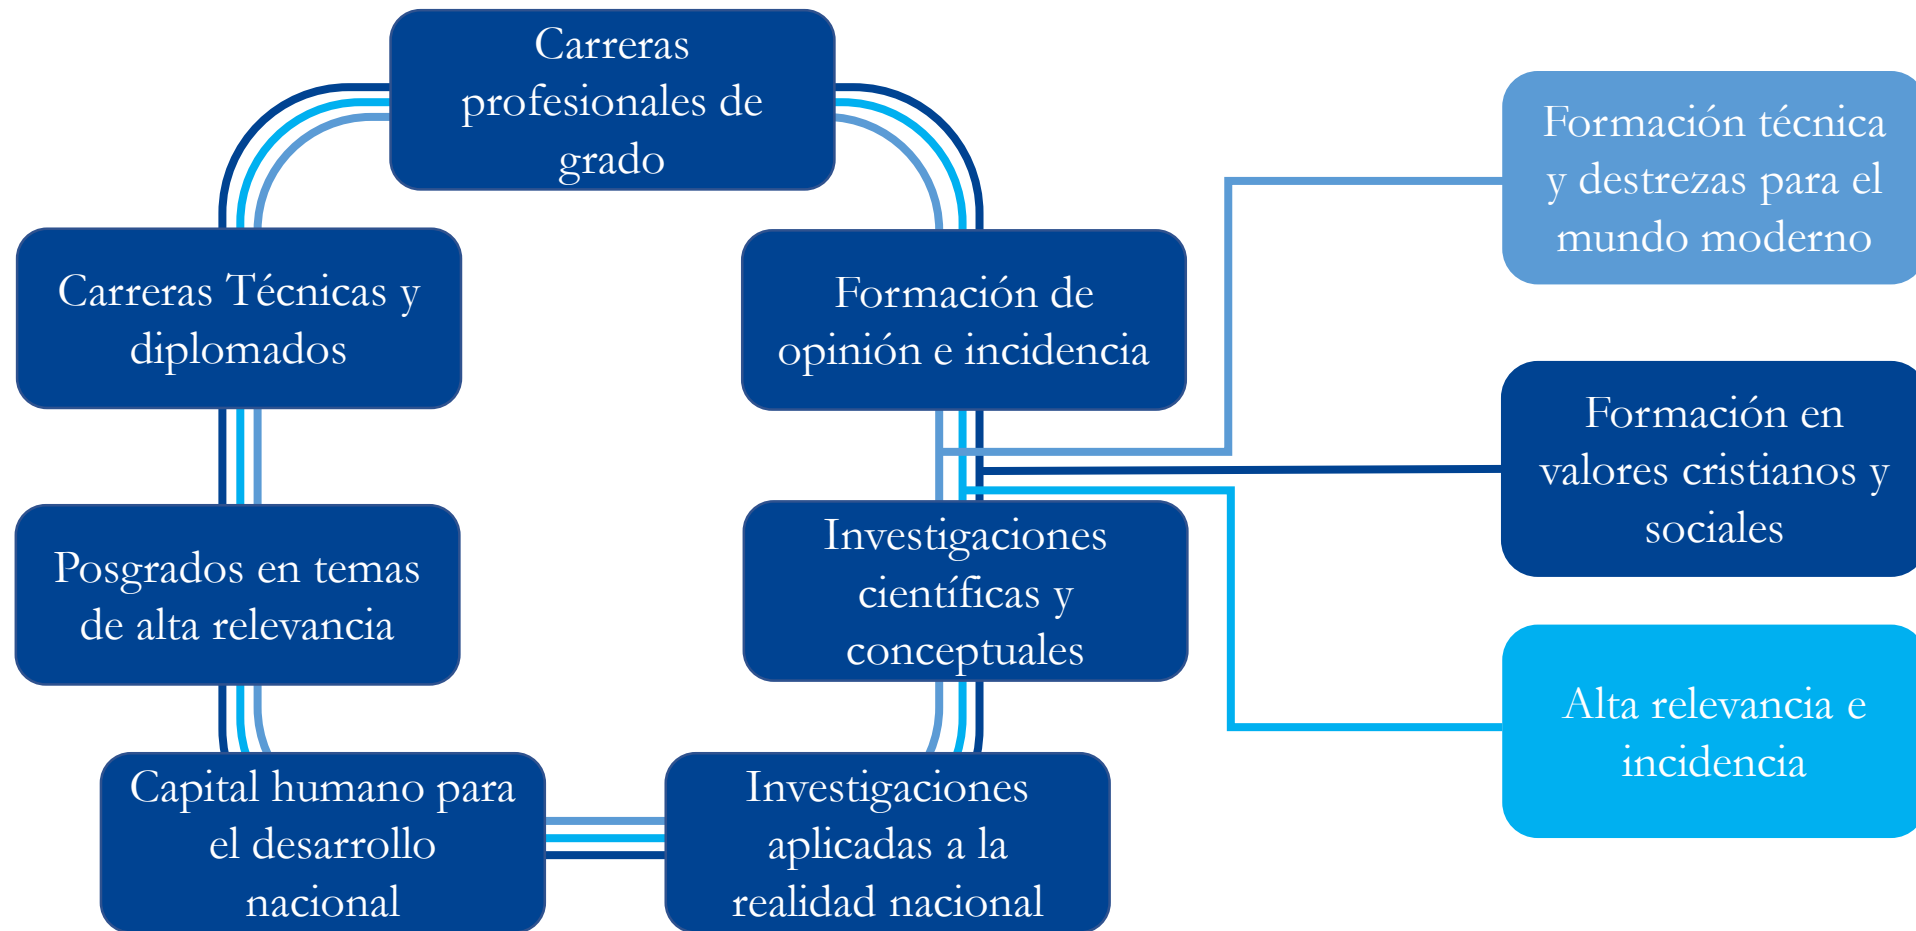 Carreras
profesionales de
grado
Carreras Técnicas y
diplomados
Formación de
opinión e incidencia
Posgrados en temas
de alta relevancia
Investigaciones
científicas y
conceptuales
Capital humano para
el desarrollo
nacional
Investigaciones
aplicadas a la
realidad nacional
Formación técnica
y destrezas para el
mundo moderno
Formación en
valores cristianos y
sociales
Alta relevancia e
incidencia